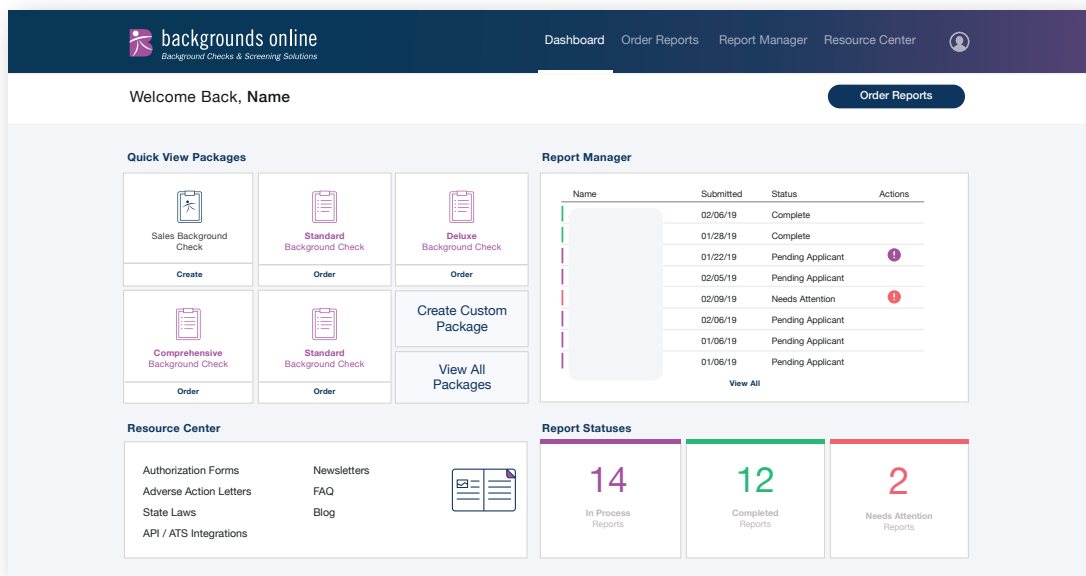 backgrounds online
Background Checks & Screening Solutions
Dashboard Order Reports Report Manager Resource Center
Welcome Back, Name
Order Reports
Quick View Packages
Sales Background
Check
Create
Standard
Background Check
Order
Deluxe
Background Check
Order
Comprehensive
Background Check
Order
Standard
Background Check
Order
Create Custom
Package
View All
Packages
Report Manager
Name Submitted Status Actions
02/06/19 Complete
01/28/19 Complete
01/22/19 Pending Applicant !
02/05/19 Pending Applicant
02/09/19 Needs Attention !
02/06/19 Pending Applicant
01/06/19 Pending Applicant
01/06/19 Pending Applicant
View All
Resource Center
Authorization Forms
Adverse Action Letters
State Laws
API / ATS Integrations
Newsletters
FAQ
Blog
Report Statuses
14
In Process
Reports
12
Completed
Reports
2
Needs Attention
Reports